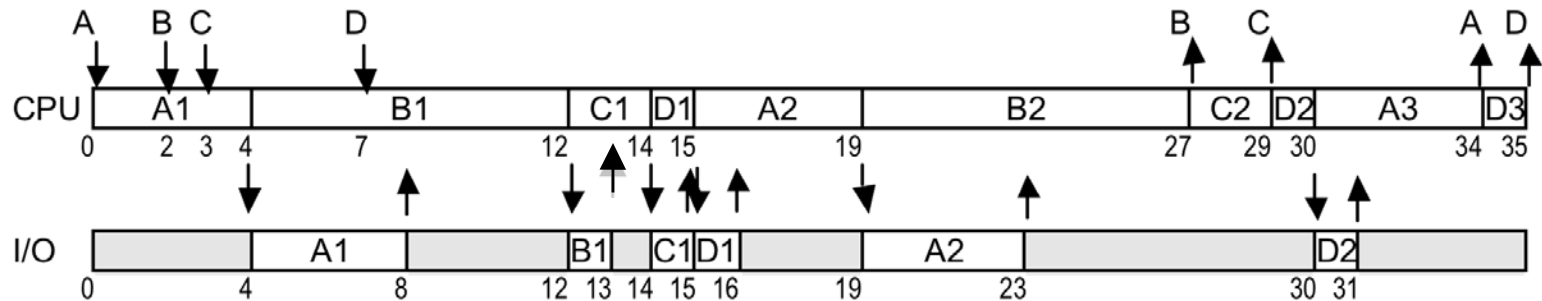 A B C D B C A D
CPU A1 B1 C1 D1 A2 B2 C2 D2 A3 D3
0 2 3 4 7 12 14 15 19 27 29 30 34 35
I/O A1 B1 C1 D1 A2 D2
0 4 8 12 13 14 15 16 19 23 30 31